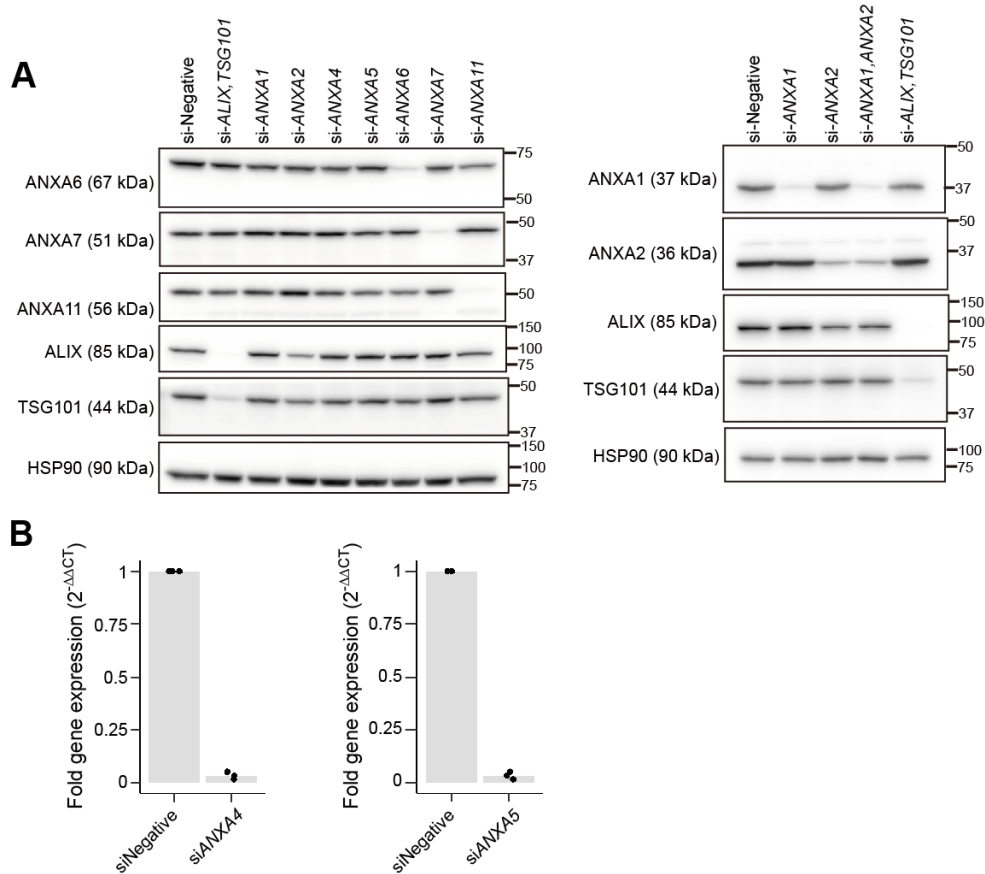 A
si-Negative
si-ALIX,TSG101
si-ANXA1
si-ANXA2
si-ANXA4
si-ANXA5
si-ANXA6
si-ANXA7
si-ANXA11
ANXA6 (67 kDa)
75
50
ANXA7 (51 kDa)
50
37
ANXA11 (56 kDa)
50
ALIX (85 kDa)
150
100
75
TSG101 (44 kDa)
50
37
HSP90 (90 kDa)
150
100
75
si-Negative
si-ANXA1
si-ANXA2
si-ANXA1,ANXA2
si-ALIX,TSG101
ANXA1 (37 kDa)
50
37
ANXA2 (36 kDa)
50
37
ALIX (85 kDa)
150
100
75
TSG101 (44 kDa)
50
37
HSP90 (90 kDa)
100
75
B
Fold gene expression (2-ΔΔCT)
1
0.75
0.5
0.25
0
siNegative
siANXA4
Fold gene expression (2-ΔΔCT)
1
0.75
0.5
0.25
0
siNegative
siANXA5